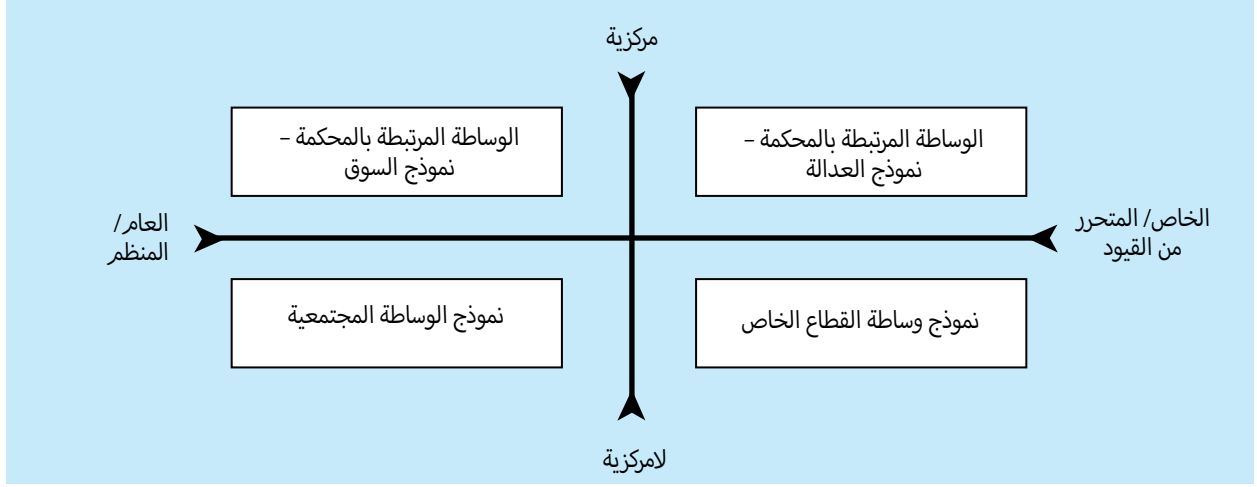 مركزية
الوساطة المرتبطة بالمحكمة –
نموذج العدالة
الوساطة المرتبطة بالمحكمة –
نموذج السوق
الخاص/ المتحرر
من القيود
العام/
المنظم
نموذج وساطة القطاع الخاص
نموذج الوساطة المجتمعية
لامركزية